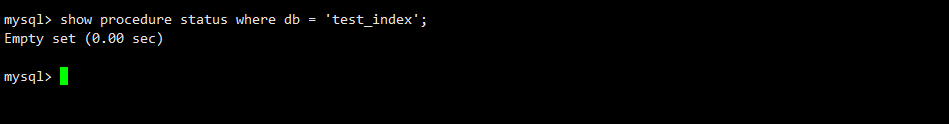 mysql> show procedure status where db = 'test_index';
Empty set (0.00 sec)
mysql>